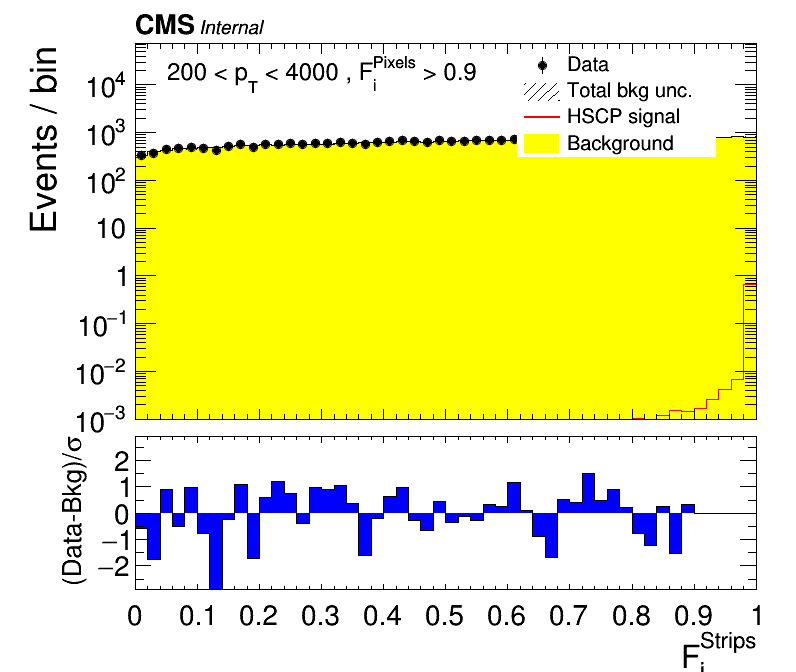 CMS Internal
200 < p_T < 4000 , F_i^Pixels > 0.9
Data
Total bkg unc.
HSCP signal
Background
Events / bin
10^4
10^3
10^2
10
1
10^−1
10^−2
10^−3
(Data-Bkg)/σ
2
1
0
−1
−2
0 0.1 0.2 0.3 0.4 0.5 0.6 0.7 0.8 0.9 1
F_i^Strips